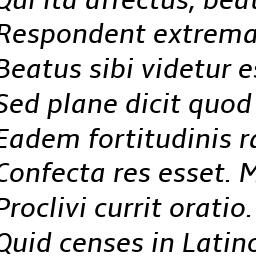 Qui ita affectus, beat
Respondent extrema
Beatus sibi videtur es
Sed plane dicit quod
Eadem fortitudinis ra
Confecta res esset. M
Proclivi currit oratio.
Quid censes in Latino